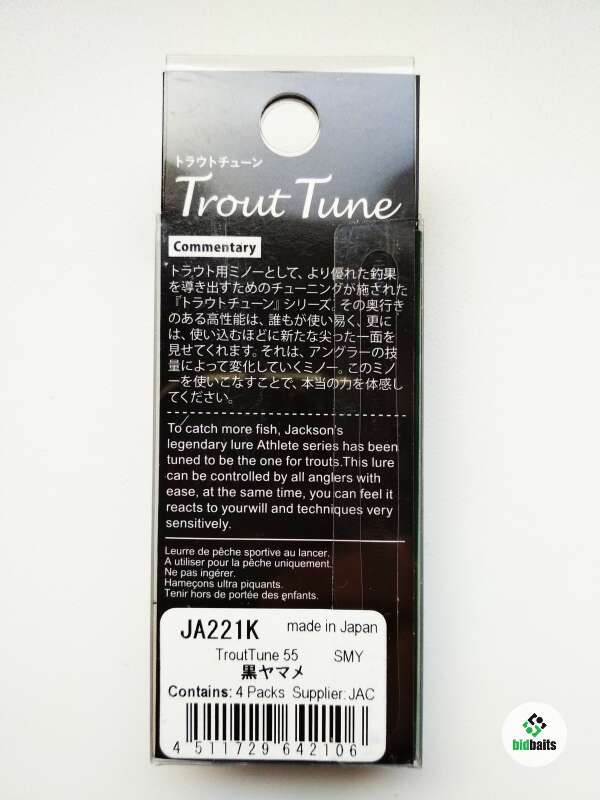 トラウトチューン
Trout Tune
Commentary
トラウト用ミノーとして、より優れた釣果
を導き出すためのチューニングが施された
『トラウトチューン』シリーズ。その奥行き
のある高性能は、誰もが使い易く、更に
は、使い込むほどに新たな尖った一面を
見せてくれます。それは、アングラーの技
量によって変化していくミノー。このミノ
ーを使いこなすことで、本当の力を体感し
てください。
To catch more fish, Jackson's
legendary lure Athlete series has been
tuned to be the one for trouts.This lure
can be controlled by all anglers with
ease, at the same time, you can feel it
reacts to yourwill and techniques very
sensitively.
Leurre de pêche sportive au lancer.
A utiliser pour la pêche uniquement.
Ne pas ingérer.
Hameçons ultra piquants.
Tenir hors de portée des enfants.
JA221K made in Japan
TroutTune 55 SMY
黒ヤマメ
Contains: 4 Packs Supplier: JAC
4 511729 642106
bidbaits